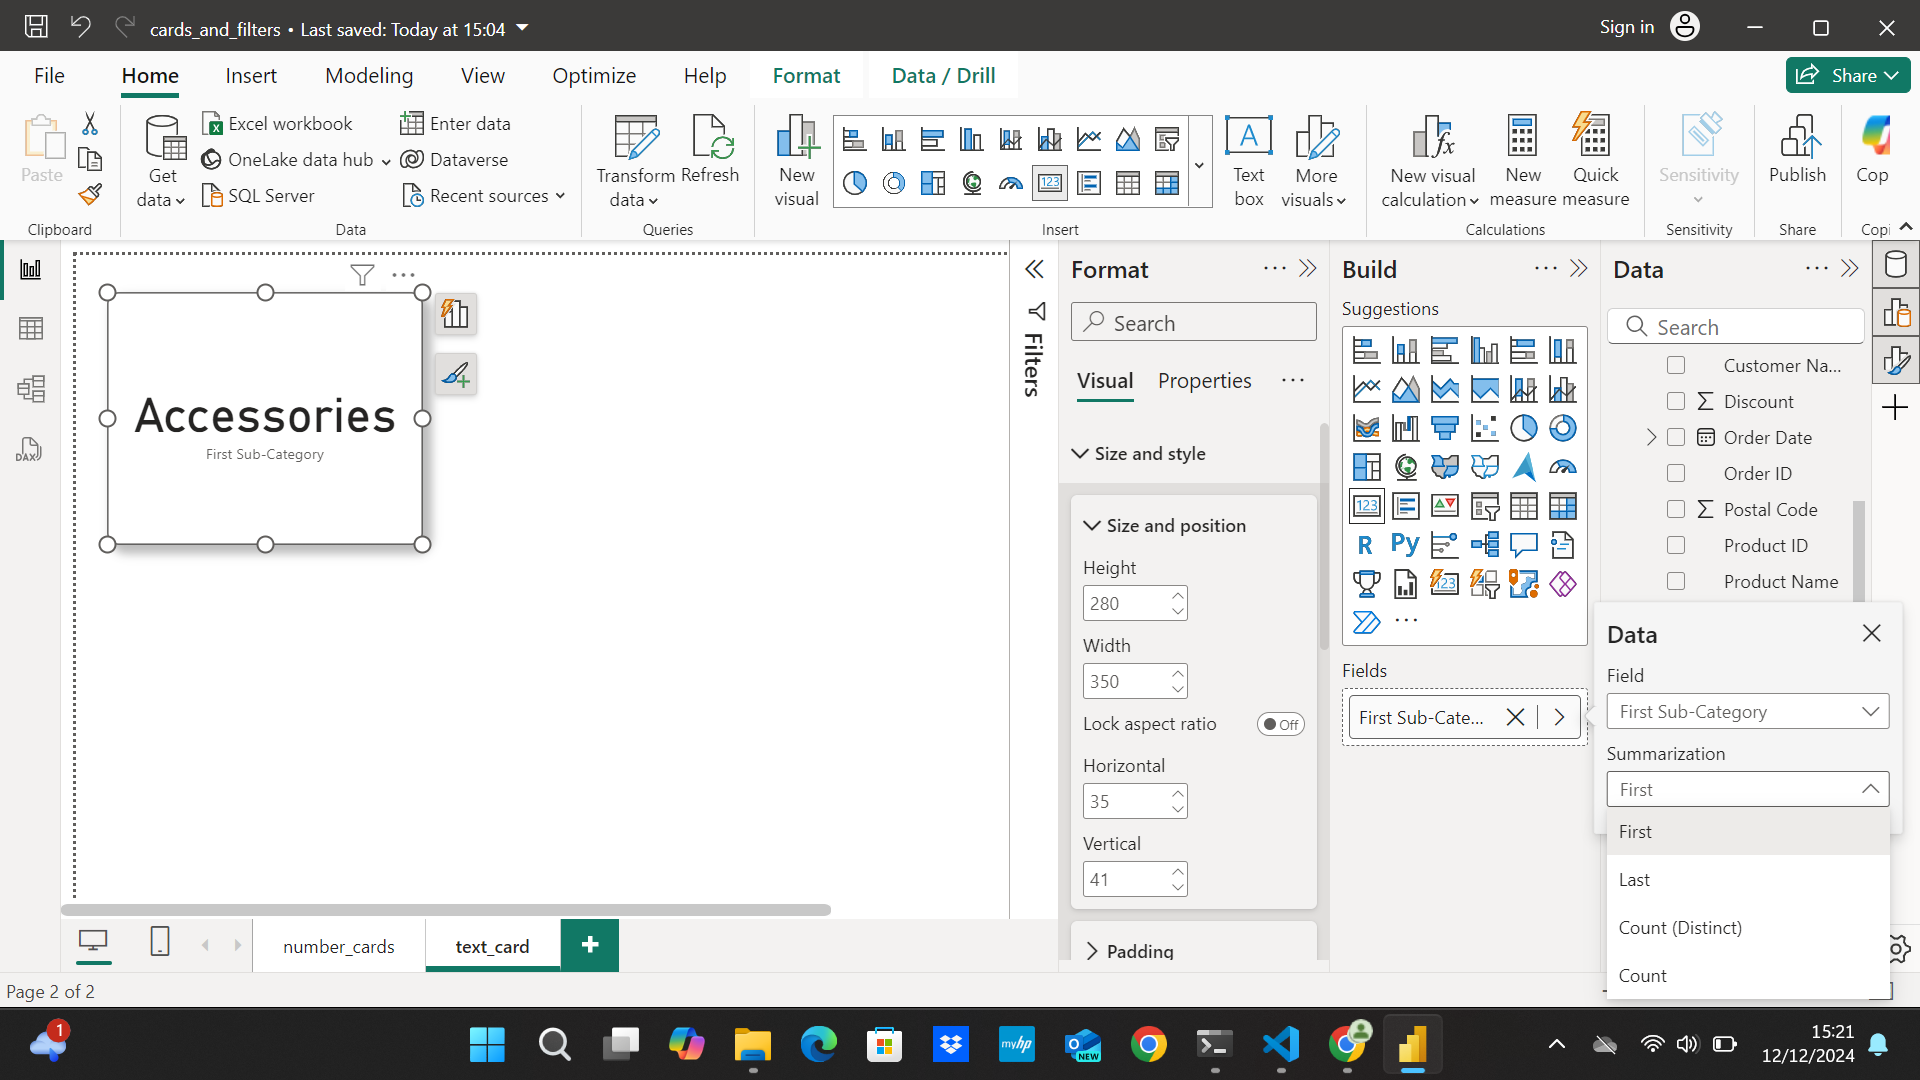 cards_and_filters • Last saved: Today at 15:04
Sign in
File
Home
Insert
Modeling
View
Optimize
Help
Format
Data / Drill
Share
Paste
Clipboard
Get data
Excel workbook
OneLake data hub
SQL Server
Enter data
Dataverse
Recent sources
Data
Transform data
Refresh
Queries
New visual
123
Insert
A
Text box
More visuals
New visual calculation
New measure
Quick measure
Calculations
Sensitivity
Sensitivity
Publish
Share
Cop
Copi
DAX
Accessories
First Sub-Category
Filters
Format
Search
Visual
Properties
Size and style
Size and position
Height
280
Width
350
Lock aspect ratio
Off
Horizontal
35
Vertical
41
Padding
Build
Suggestions
123
R
Py
123
Fields
First Sub-Cate...
Data
Search
Customer Na...
Discount
Order Date
Order ID
Postal Code
Product ID
Product Name
Data
Field
First Sub-Category
Summarization
First
First
Last
Count (Distinct)
Count
number_cards
text_card
Page 2 of 2
1
myhp
NEW
15:21
12/12/2024